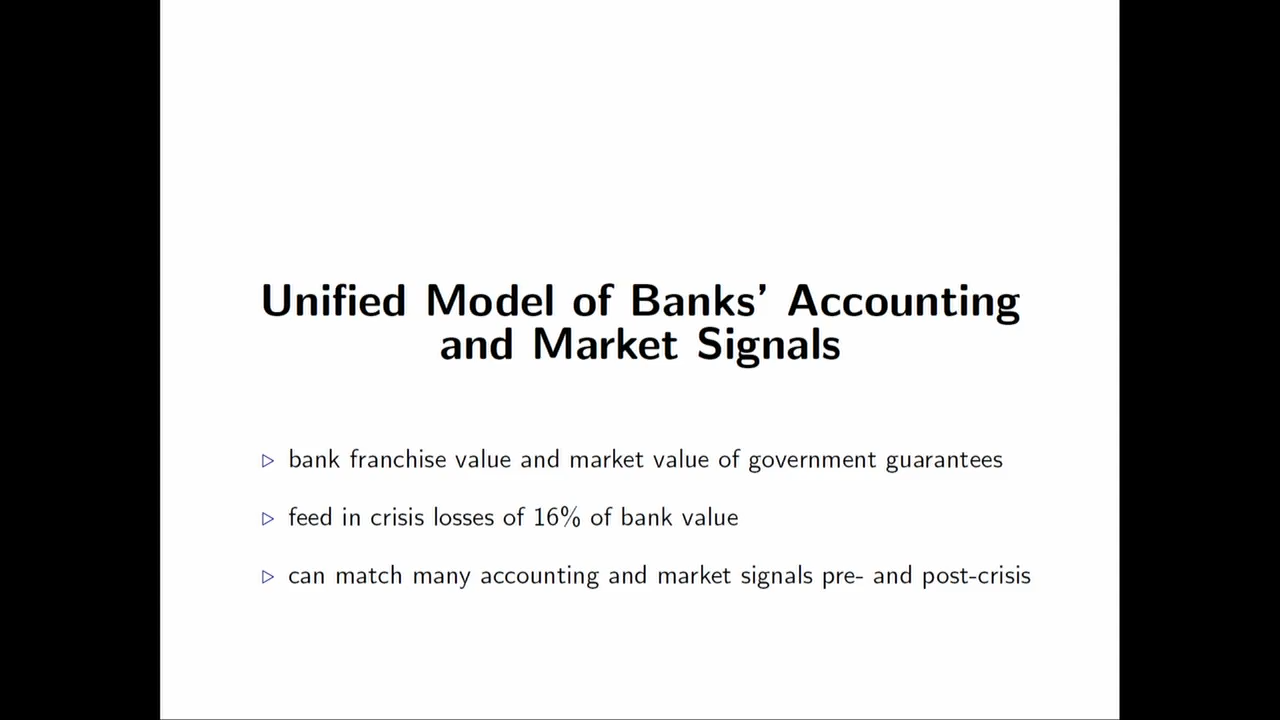 Unified Model of Banks' Accounting
and Market Signals
▷ bank franchise value and market value of government guarantees
▷ feed in crisis losses of 16% of bank value
▷ can match many accounting and market signals pre- and post-crisis